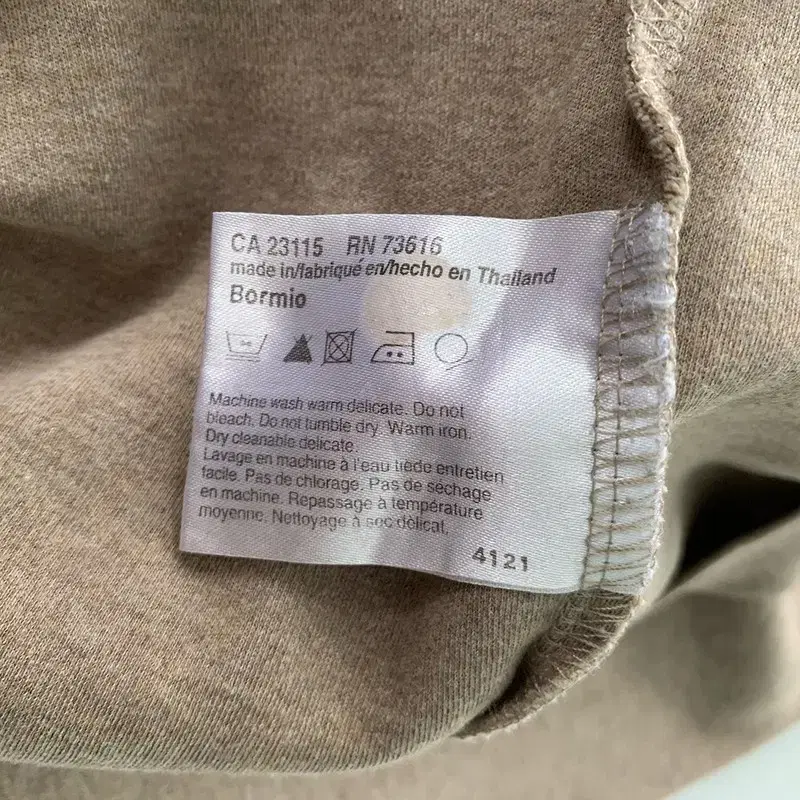 CA 23115 RN 73616
made in/fabriqué en/hecho en Thailand
Bormio
Machine wash warm delicate. Do not
bleach. Do not tumble dry. Warm iron.
Dry cleanable delicate.
Lavage en machine à l'eau tiede entretien
facile. Pas de chlorage. Pas de séchage
en machine. Repassage à température
moyenne. Nettoyage à sec délicat.
4121